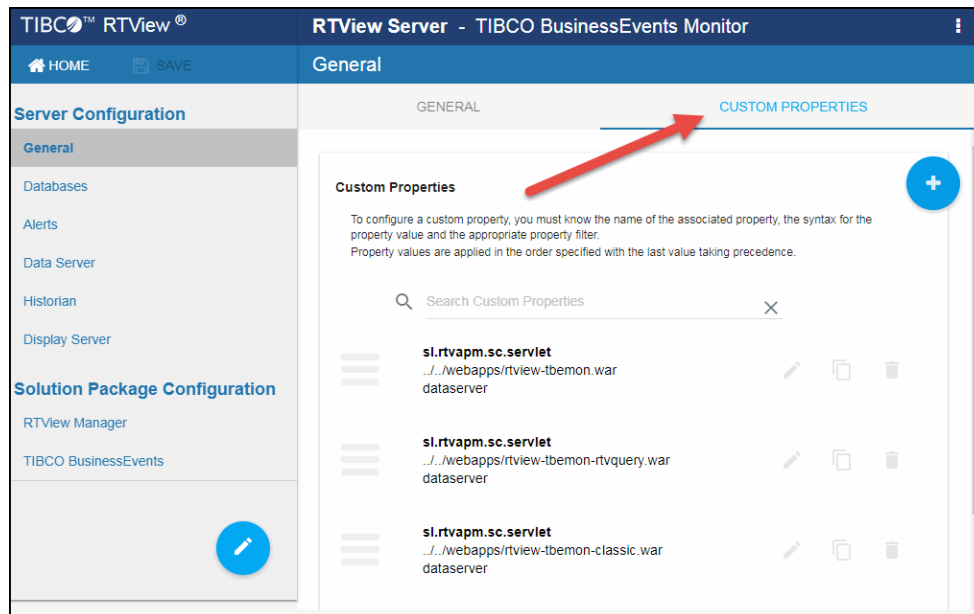 TIBCO™ RTView ®
RTView Server - TIBCO BusinessEvents Monitor
HOME
SAVE
General
Server Configuration
General
Databases
Alerts
Data Server
Historian
Display Server
Solution Package Configuration
RTView Manager
TIBCO BusinessEvents
GENERAL
CUSTOM PROPERTIES
Custom Properties
To configure a custom property, you must know the name of the associated property, the syntax for the
property value and the appropriate property filter.
Property values are applied in the order specified with the last value taking precedence.
Search Custom Properties
sl.rtvapm.sc.servlet
../../webapps/rtview-tbemon.war
dataserver
sl.rtvapm.sc.servlet
../../webapps/rtview-tbemon-rtvquery.war
dataserver
sl.rtvapm.sc.servlet
../../webapps/rtview-tbemon-classic.war
dataserver